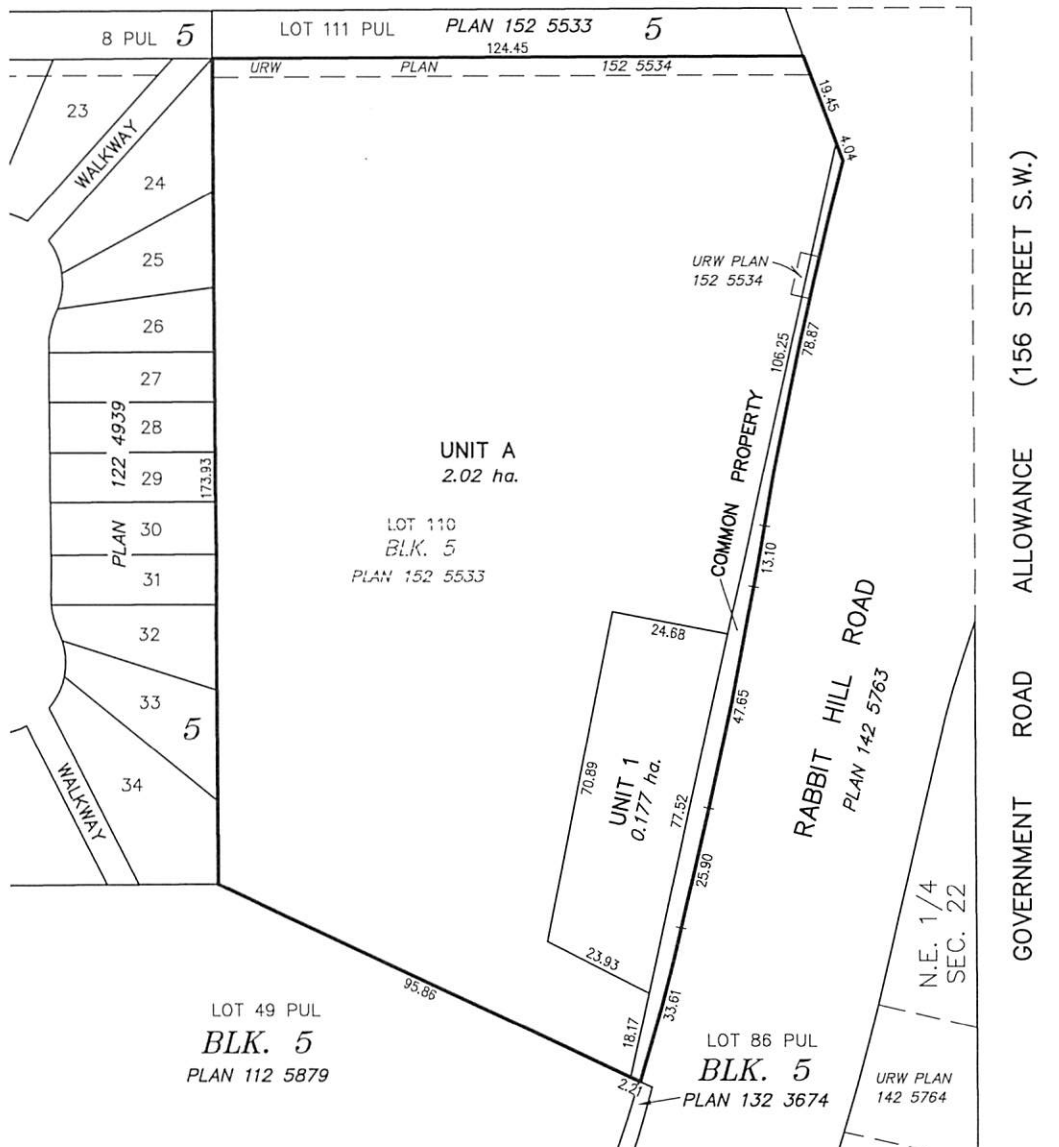 8 PUL 5
LOT 111 PUL PLAN 152 5533 5
124.45
URW PLAN 152 5534
23
WALKWAY
24
25
26
27
28
29
30
31
32
33
34
5
WALKWAY
PLAN 122 4939
173.93
19.45
4.04
URW PLAN
152 5534
106.25
78.87
UNIT A
2.02 ha.
LOT 110
BLK. 5
PLAN 152 5533
COMMON PROPERTY
13.10
24.68
47.65
70.89
UNIT 1
0.177 ha.
77.52
25.90
23.93
33.61
18.17
95.86
2.21
RABBIT HILL ROAD
PLAN 142 5763
N.E. 1/4
SEC. 22
GOVERNMENT ROAD ALLOWANCE (156 STREET S.W.)
LOT 49 PUL
BLK. 5
PLAN 112 5879
LOT 86 PUL
BLK. 5
PLAN 132 3674
URW PLAN
142 5764